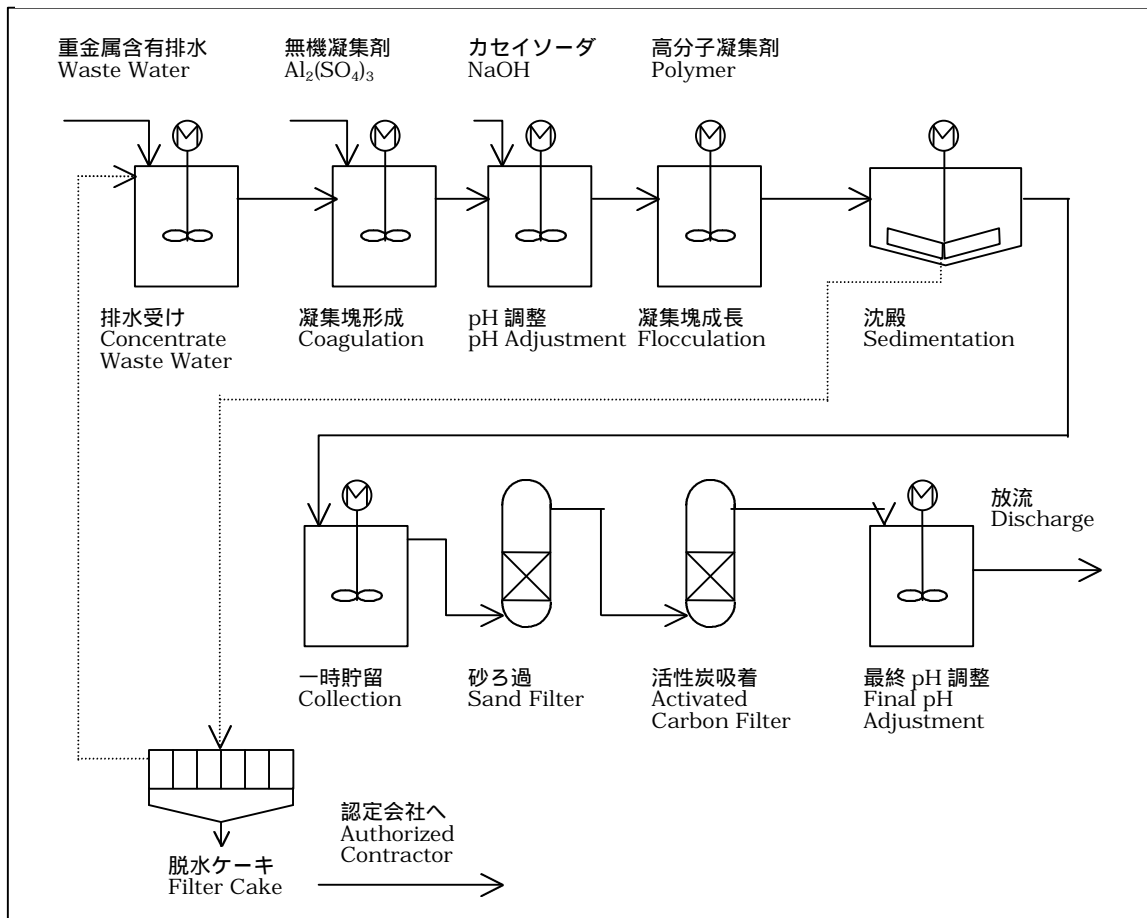 重金属含有排水
Waste Water
無機凝集剤
Al₂(SO₄)₃
カセイソーダ
NaOH
高分子凝集剤
Polymer
M
M
M
M
M
排水受け
Concentrate
Waste Water
凝集塊形成
Coagulation
pH 調整
pH Adjustment
凝集塊成長
Flocculation
沈殿
Sedimentation
M
M
放流
Discharge
一時貯留
Collection
砂ろ過
Sand Filter
活性炭吸着
Activated
Carbon Filter
最終 pH 調整
Final pH
Adjustment
認定会社へ
Authorized
Contractor
脱水ケーキ
Filter Cake